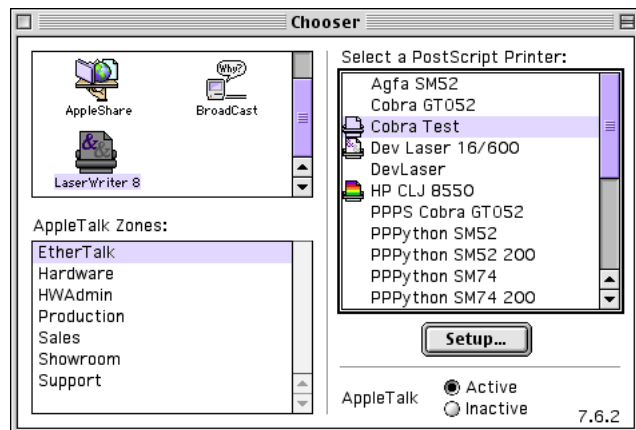 Chooser
(Why?)
AppleShare
BroadCast
LaserWriter 8
AppleTalk Zones:
EtherTalk
Hardware
HWAdmin
Production
Sales
Showroom
Support
Select a PostScript Printer:
Agfa SM52
Cobra GT052
Cobra Test
Dev Laser 16/600
DevLaser
HP CLJ 8550
PPPS Cobra GT052
PPPython SM52
PPPython SM52 200
PPPython SM74
PPPython SM74 200
Setup...
AppleTalk
Active
Inactive
7.6.2